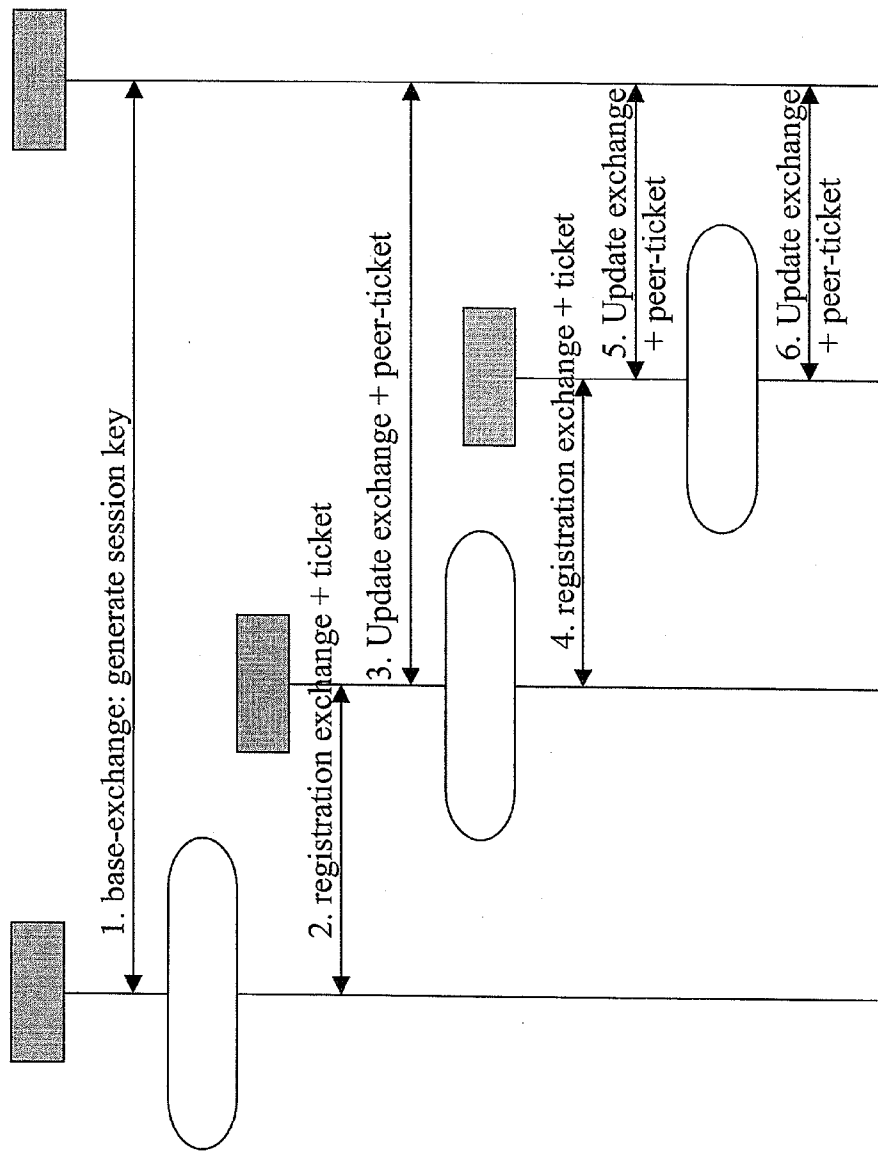 1. base-exchange: generate session key
2. registration exchange + ticket
3. Update exchange + peer-ticket
4. registration exchange + ticket
5. Update exchange
+ peer-ticket
6. Update exchange
+ peer-ticket